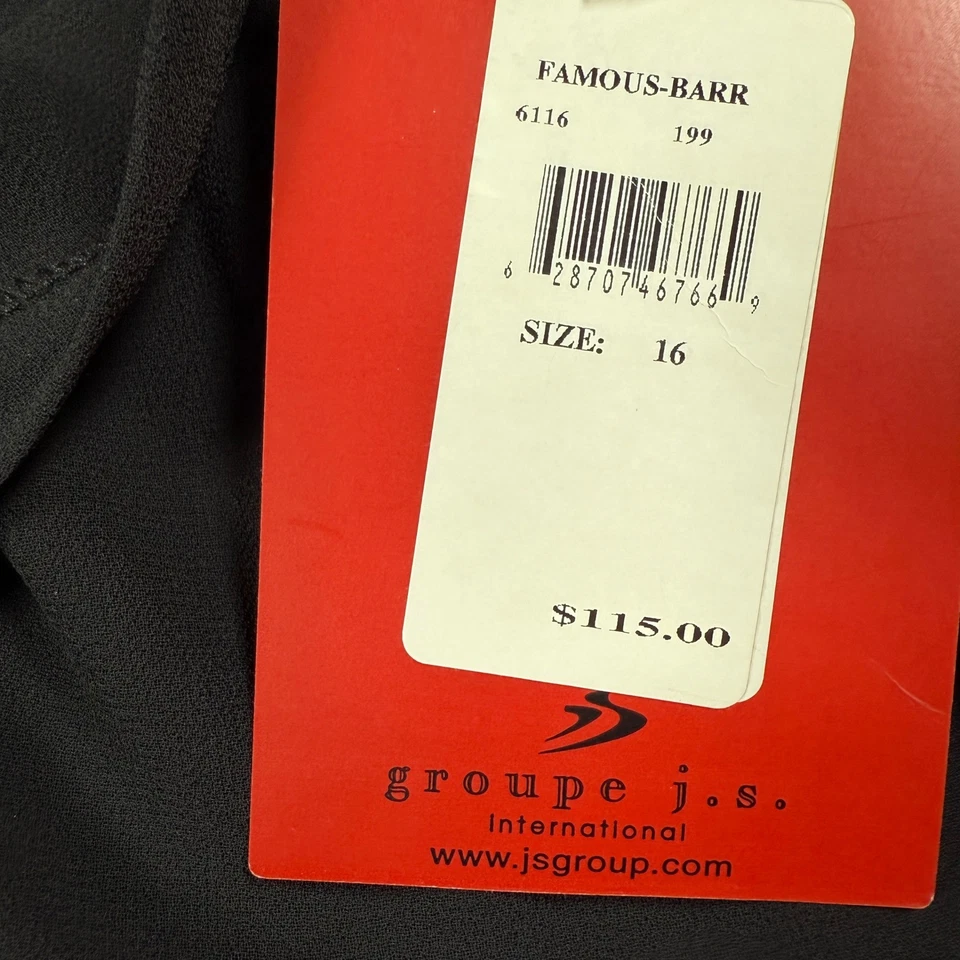 FAMOUS-BARR
6116 199
6 28707 46766 9
SIZE: 16
$115.00
groupe j.s.
international
www.jsgroup.com